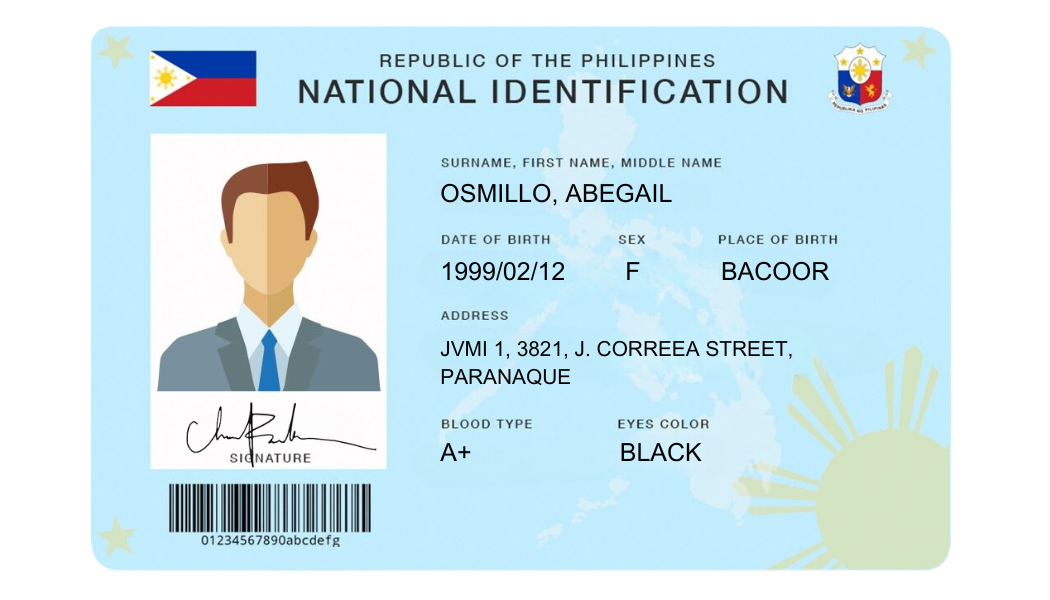 REPUBLIC OF THE PHILIPPINES
NATIONAL IDENTIFICATION
REPUBLIKA NG PILIPINAS
SURNAME, FIRST NAME, MIDDLE NAME
OSMILLO, ABEGAIL
DATE OF BIRTH SEX PLACE OF BIRTH
1999/02/12 F BACOOR
ADDRESS
JVMI 1, 3821, J. CORREEA STREET,
PARANAQUE
BLOOD TYPE EYES COLOR
A+ BLACK
SIGNATURE
01234567890abcdefg